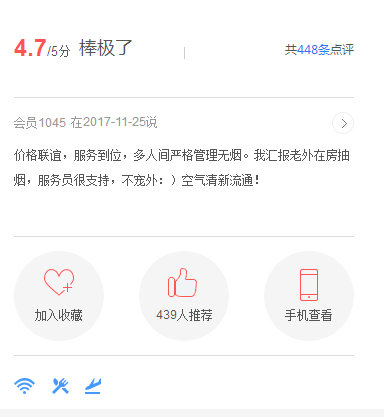 4.7/5分 棒极了
共448条点评
会员1045 在2017-11-25说
价格联谊，服务到位，多人间严格管理无烟。我汇报老外在房抽
烟，服务员很支持，不宠外：）空气清新流通！
加入收藏
439人推荐
手机查看